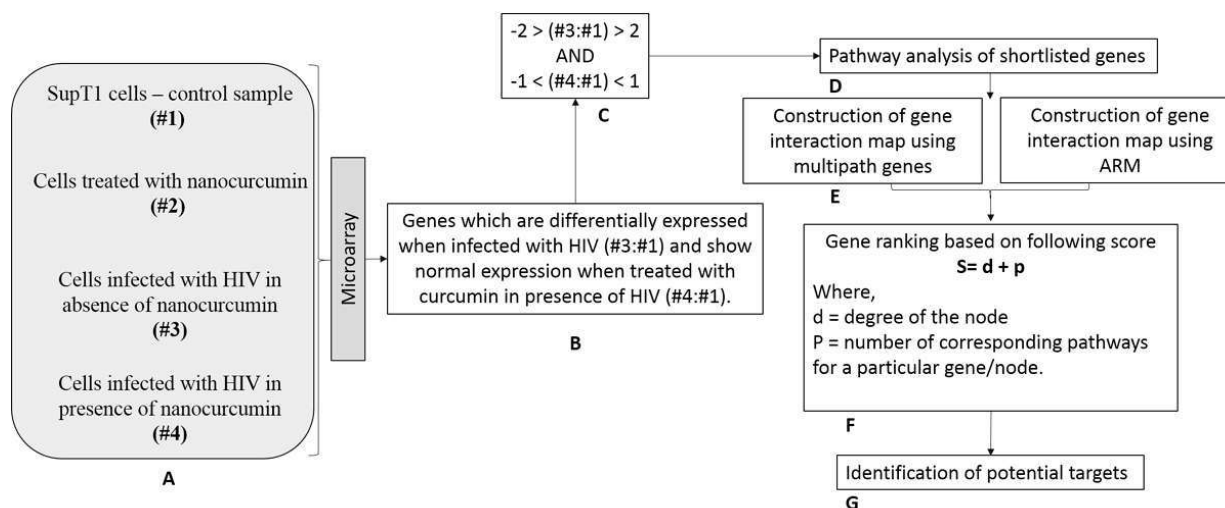 SupT1 cells – control sample
(#1)
Cells treated with nanocurcumin
(#2)
Cells infected with HIV in
absence of nanocurcumin
(#3)
Cells infected with HIV in
presence of nanocurcumin
(#4)
A
Microarray
Genes which are differentially expressed
when infected with HIV (#3:#1) and show
normal expression when treated with
curcumin in presence of HIV (#4:#1).
B
-2 > (#3:#1) > 2
AND
-1 < (#4:#1) < 1
C
Pathway analysis of shortlisted genes
D
Construction of gene
interaction map using
multipath genes
Construction of gene
interaction map using
ARM
E
Gene ranking based on following score
S= d + p
Where,
d = degree of the node
P = number of corresponding pathways
for a particular gene/node.
F
Identification of potential targets
G